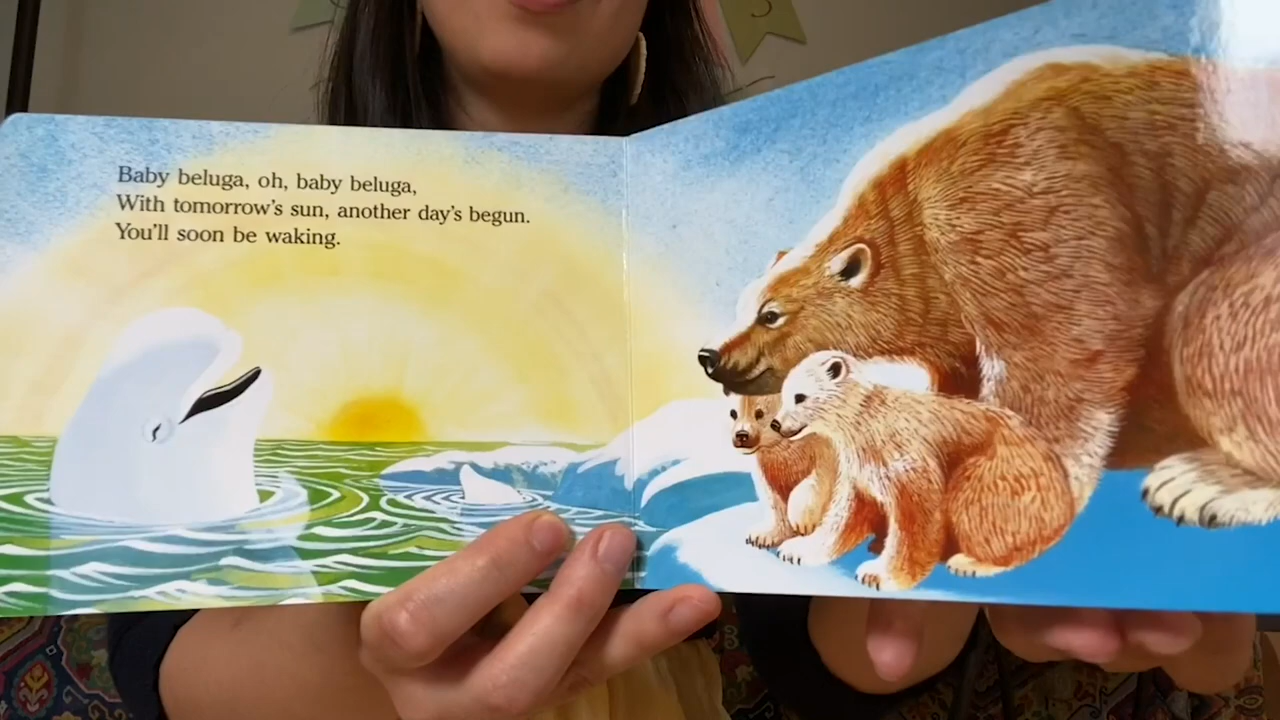 Baby beluga, oh, baby beluga,
With tomorrow's sun, another day's begun.
You'll soon be waking.